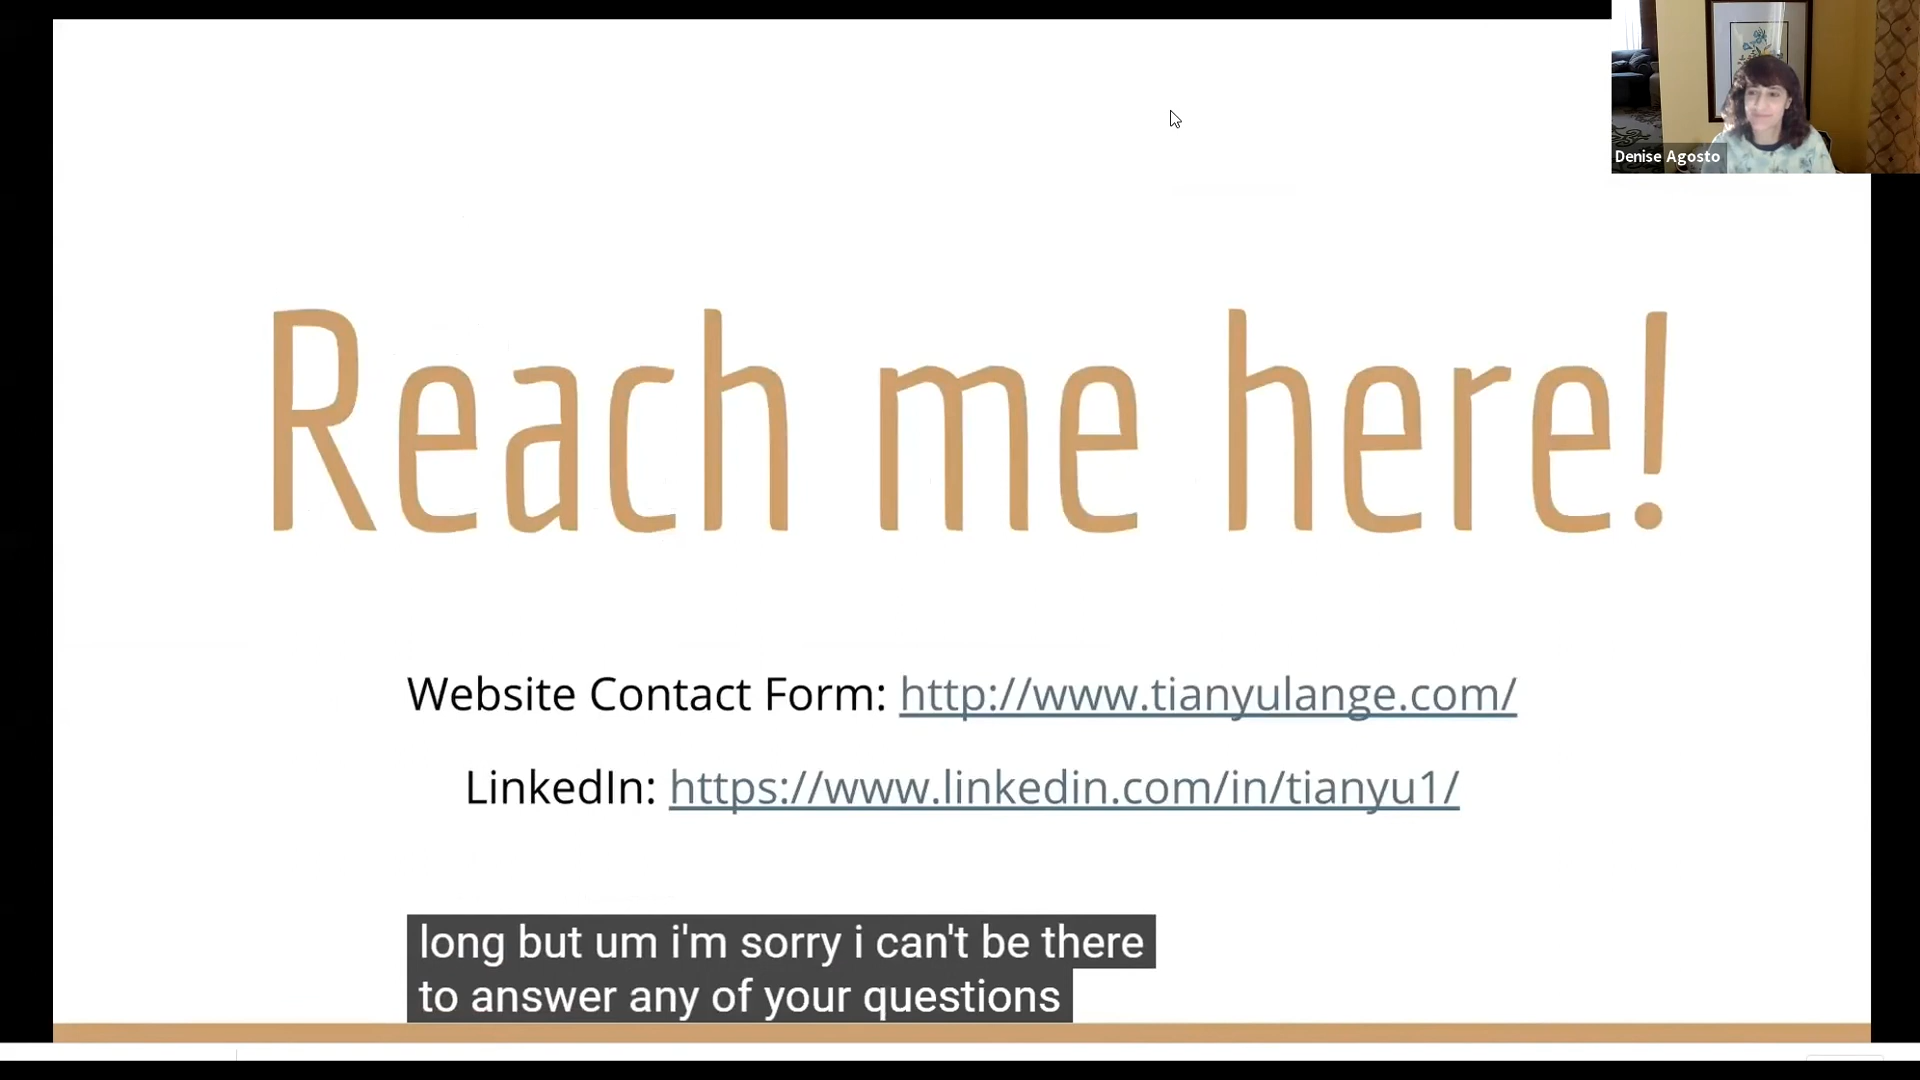 Denise Agosto
Reach me here!
Website Contact Form: http://www.tianyulange.com/
LinkedIn: https://www.linkedin.com/in/tianyu1/
long but um i'm sorry i can't be there
to answer any of your questions